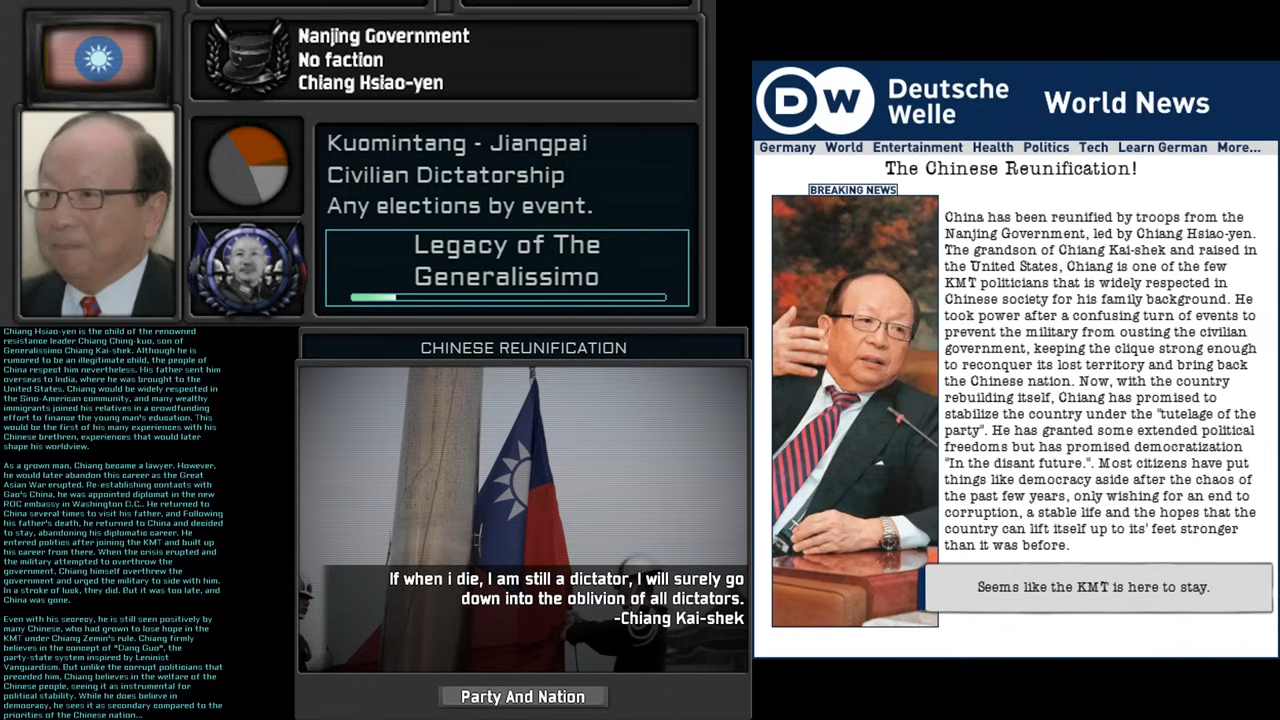 Nanjing Government
No faction
Chiang Hsiao-yen
Kuomintang - Jiangpai
Civilian Dictatorship
Any elections by event.
Legacy of The
Generalissimo
Chiang Hsiao-yen is the child of the renowned
resistance leader Chiang Ching-kuo, son of
Generalissimo Chiang Kai-shek. Although he is
rumored to be an illegitimate child, the people of
China respect him nevertheless. His father sent him
overseas to India, where he was brought to the
United States. Chiang would be widely respected in
the Sino-American community, and many wealthy
immigrants joined his relatives in a crowdfunding
effort to finance the young man's education. This
would be the first of his many experiences with his
Chinese brethren, experiences that would later
shape his worldview.
As a grown man, Chiang became a lawyer. However,
he would later abandon this career as the Great
Asian War erupted. Re-establishing contacts with
Gao's China, he was appointed diplomat in the new
ROC embassy in Washington D.C.. He returned to
China several times to visit his father, and Following
his father's death, he returned to China and decided
to stay, abandoning his diplomatic career. He
entered politics after joining the KMT and built up
his career from there. When the crisis erupted and
the military attempted to overthrow the
government, Chiang himself overthrew the
government and urged the military to side with him.
In a stroke of luck, they did. But it was too late, and
China was gone.
Even with his secrecy, he is still seen positively by
many Chinese, who had grown to lose hope in the
KMT under Chiang Zemin's rule. Chiang firmly
believes in the concept of "Dang Guo", the
party-state system inspired by Leninist
Vanguardism. But unlike the corrupt politicians that
preceded him, Chiang believes in the welfare of the
Chinese people, seeing it as instrumental for
political stability. While he does believe in
democracy, he sees it as secondary compared to the
priorities of the Chinese nation...
CHINESE REUNIFICATION
If when i die, I am still a dictator, I will surely go
down into the oblivion of all dictators.
-Chiang Kai-shek
Party And Nation
DW
Deutsche
Welle
World News
Germany World Entertainment Health Politics Tech Learn German More...
The Chinese Reunification!
BREAKING NEWS
China has been reunified by troops from the
Nanjing Government, led by Chiang Hsiao-yen.
The grandson of Chiang Kai-shek and raised in
the United States, Chiang is one of the few
KMT politicians that is widely respected in
Chinese society for his family background. He
took power after a confusing turn of events to
prevent the military from ousting the civilian
government, keeping the clique strong enough
to reconquer its lost territory and bring back
the Chinese nation. Now, with the country
rebuilding itself, Chiang has promised to
stabilize the country under the "tutelage of the
party". He has granted some extended political
freedoms but has promised democratization
"In the disant future.". Most citizens have put
things like democracy aside after the chaos of
the past few years, only wishing for an end to
corruption, a stable life and the hopes that the
country can lift itself up to its' feet stronger
than it was before.
Seems like the KMT is here to stay.